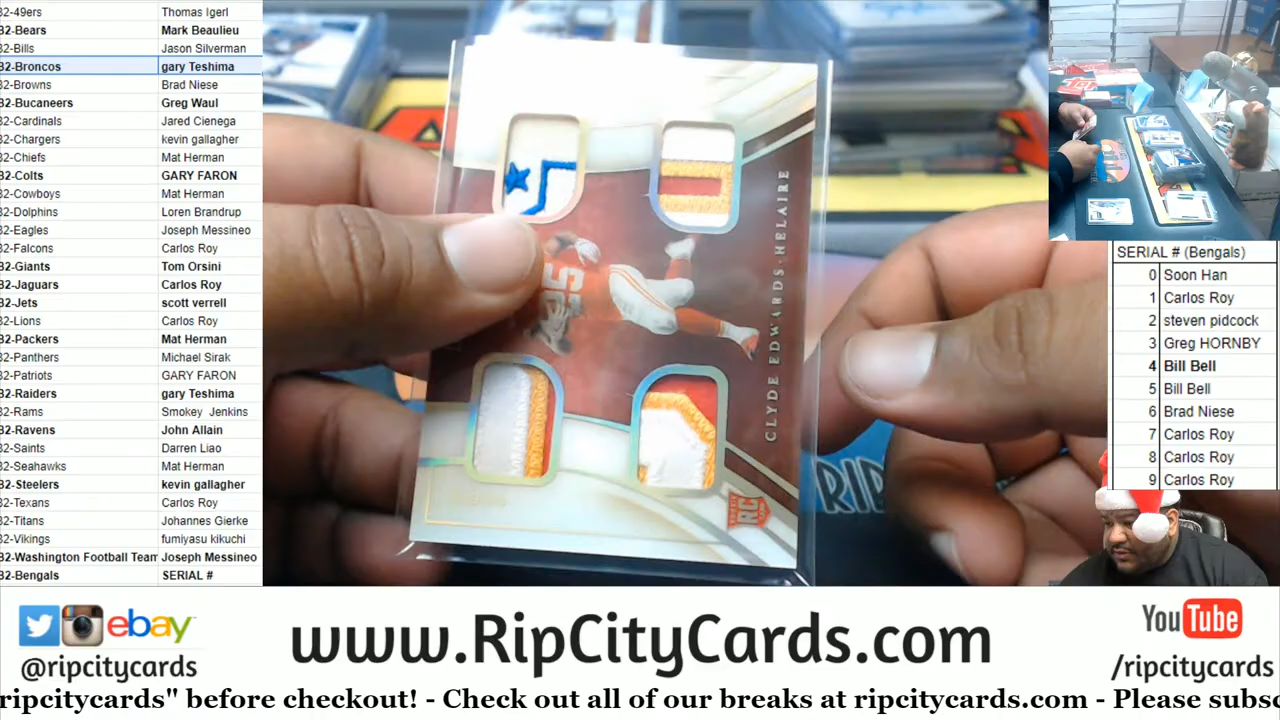 32-49ers Thomas Igerl
32-Bears Mark Beaulieu
32-Bills Jason Silverman
32-Broncos gary Teshima
32-Browns Brad Niese
32-Bucaneers Greg Waul
32-Cardinals Jared Cienega
32-Chargers kevin gallagher
32-Chiefs Mat Herman
32-Colts GARY FARON
32-Cowboys Mat Herman
32-Dolphins Loren Brandrup
32-Eagles Joseph Messineo
32-Falcons Carlos Roy
32-Giants Tom Orsini
32-Jaguars Carlos Roy
32-Jets scott verrell
32-Lions Carlos Roy
32-Packers Mat Herman
32-Panthers Michael Sirak
32-Patriots GARY FARON
32-Raiders gary Teshima
32-Rams Smokey Jenkins
32-Ravens John Allain
32-Saints Darren Liao
32-Seahawks Mat Herman
32-Steelers kevin gallagher
32-Texans Carlos Roy
32-Titans Johannes Gierke
32-Vikings fumiyasu kikuchi
32-Washington Football Team Joseph Messineo
32-Bengals SERIAL #
CLYDE EDWARDS-HELAIRE
25
RC
RIP
SERIAL # (Bengals)
0 Soon Han
1 Carlos Roy
2 steven pidcock
3 Greg HORNBY
4 Bill Bell
5 Bill Bell
6 Brad Niese
7 Carlos Roy
8 Carlos Roy
9 Carlos Roy
ebay
@ripcitycards
www.RipCityCards.com
YouTube
/ripcitycards
ripcitycards" before checkout! - Check out all of our breaks at ripcitycards.com - Please subsc